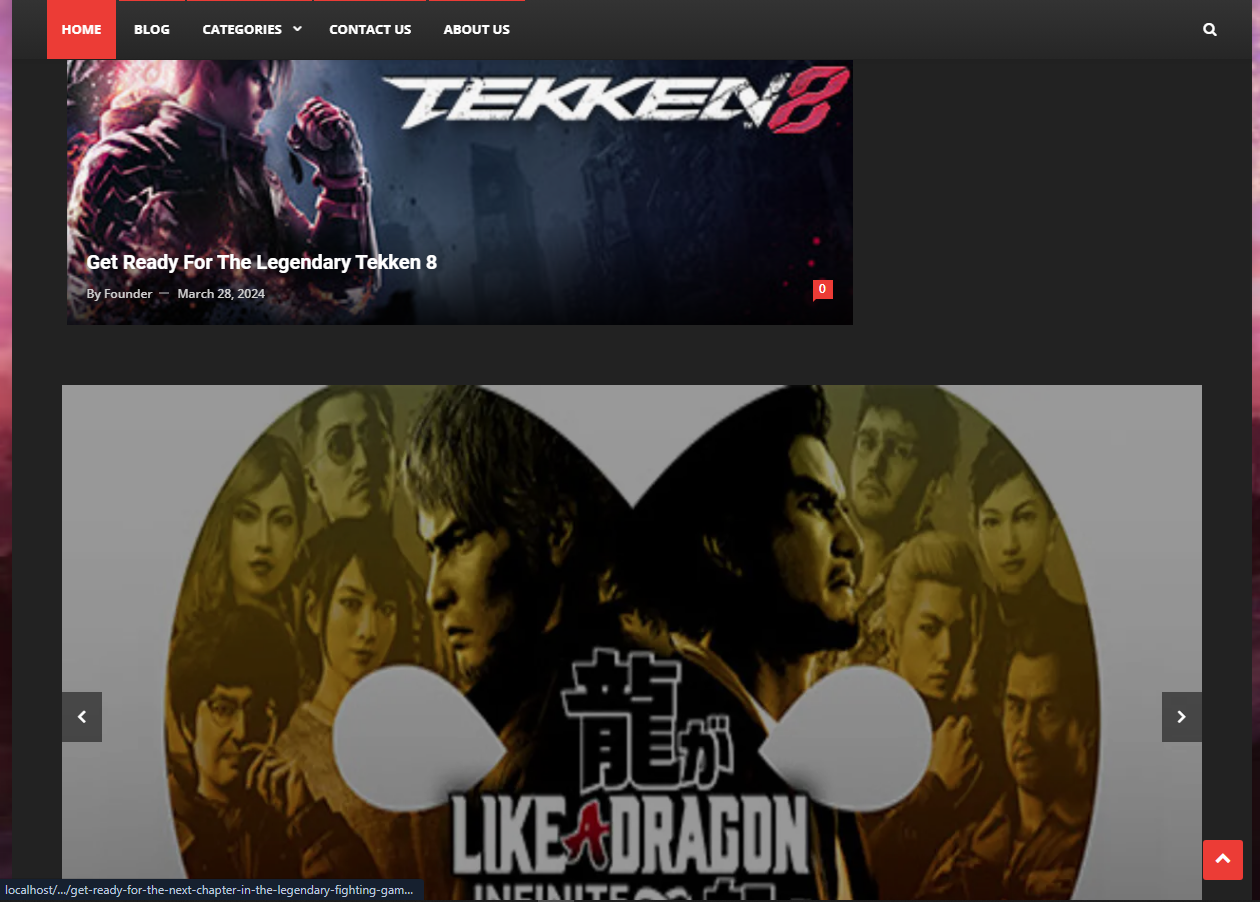 HOME BLOG CATEGORIES CONTACT US ABOUT US
TEKKEN 8
Get Ready For The Legendary Tekken 8
By Founder — March 28, 2024
0
龍が
LIKE A DRAGON
INFINITE
localhost/.../get-ready-for-the-next-chapter-in-the-legendary-fighting-gam...